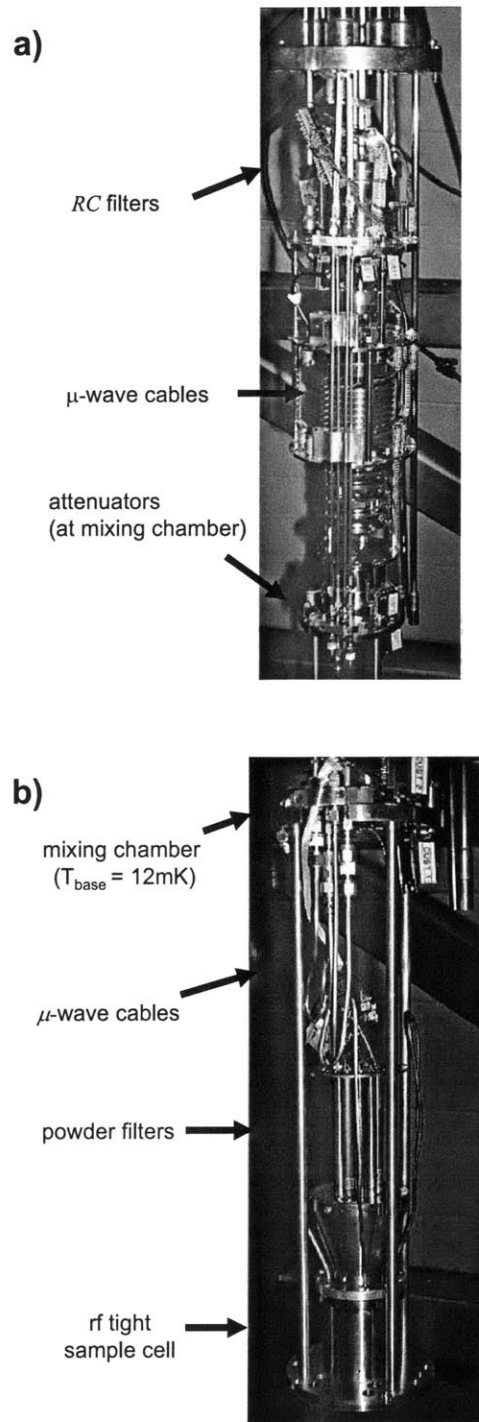 a)
RC filters
μ-wave cables
attenuators
(at mixing chamber)
b)
mixing chamber
(T_base = 12mK)
μ-wave cables
powder filters
rf tight
sample cell